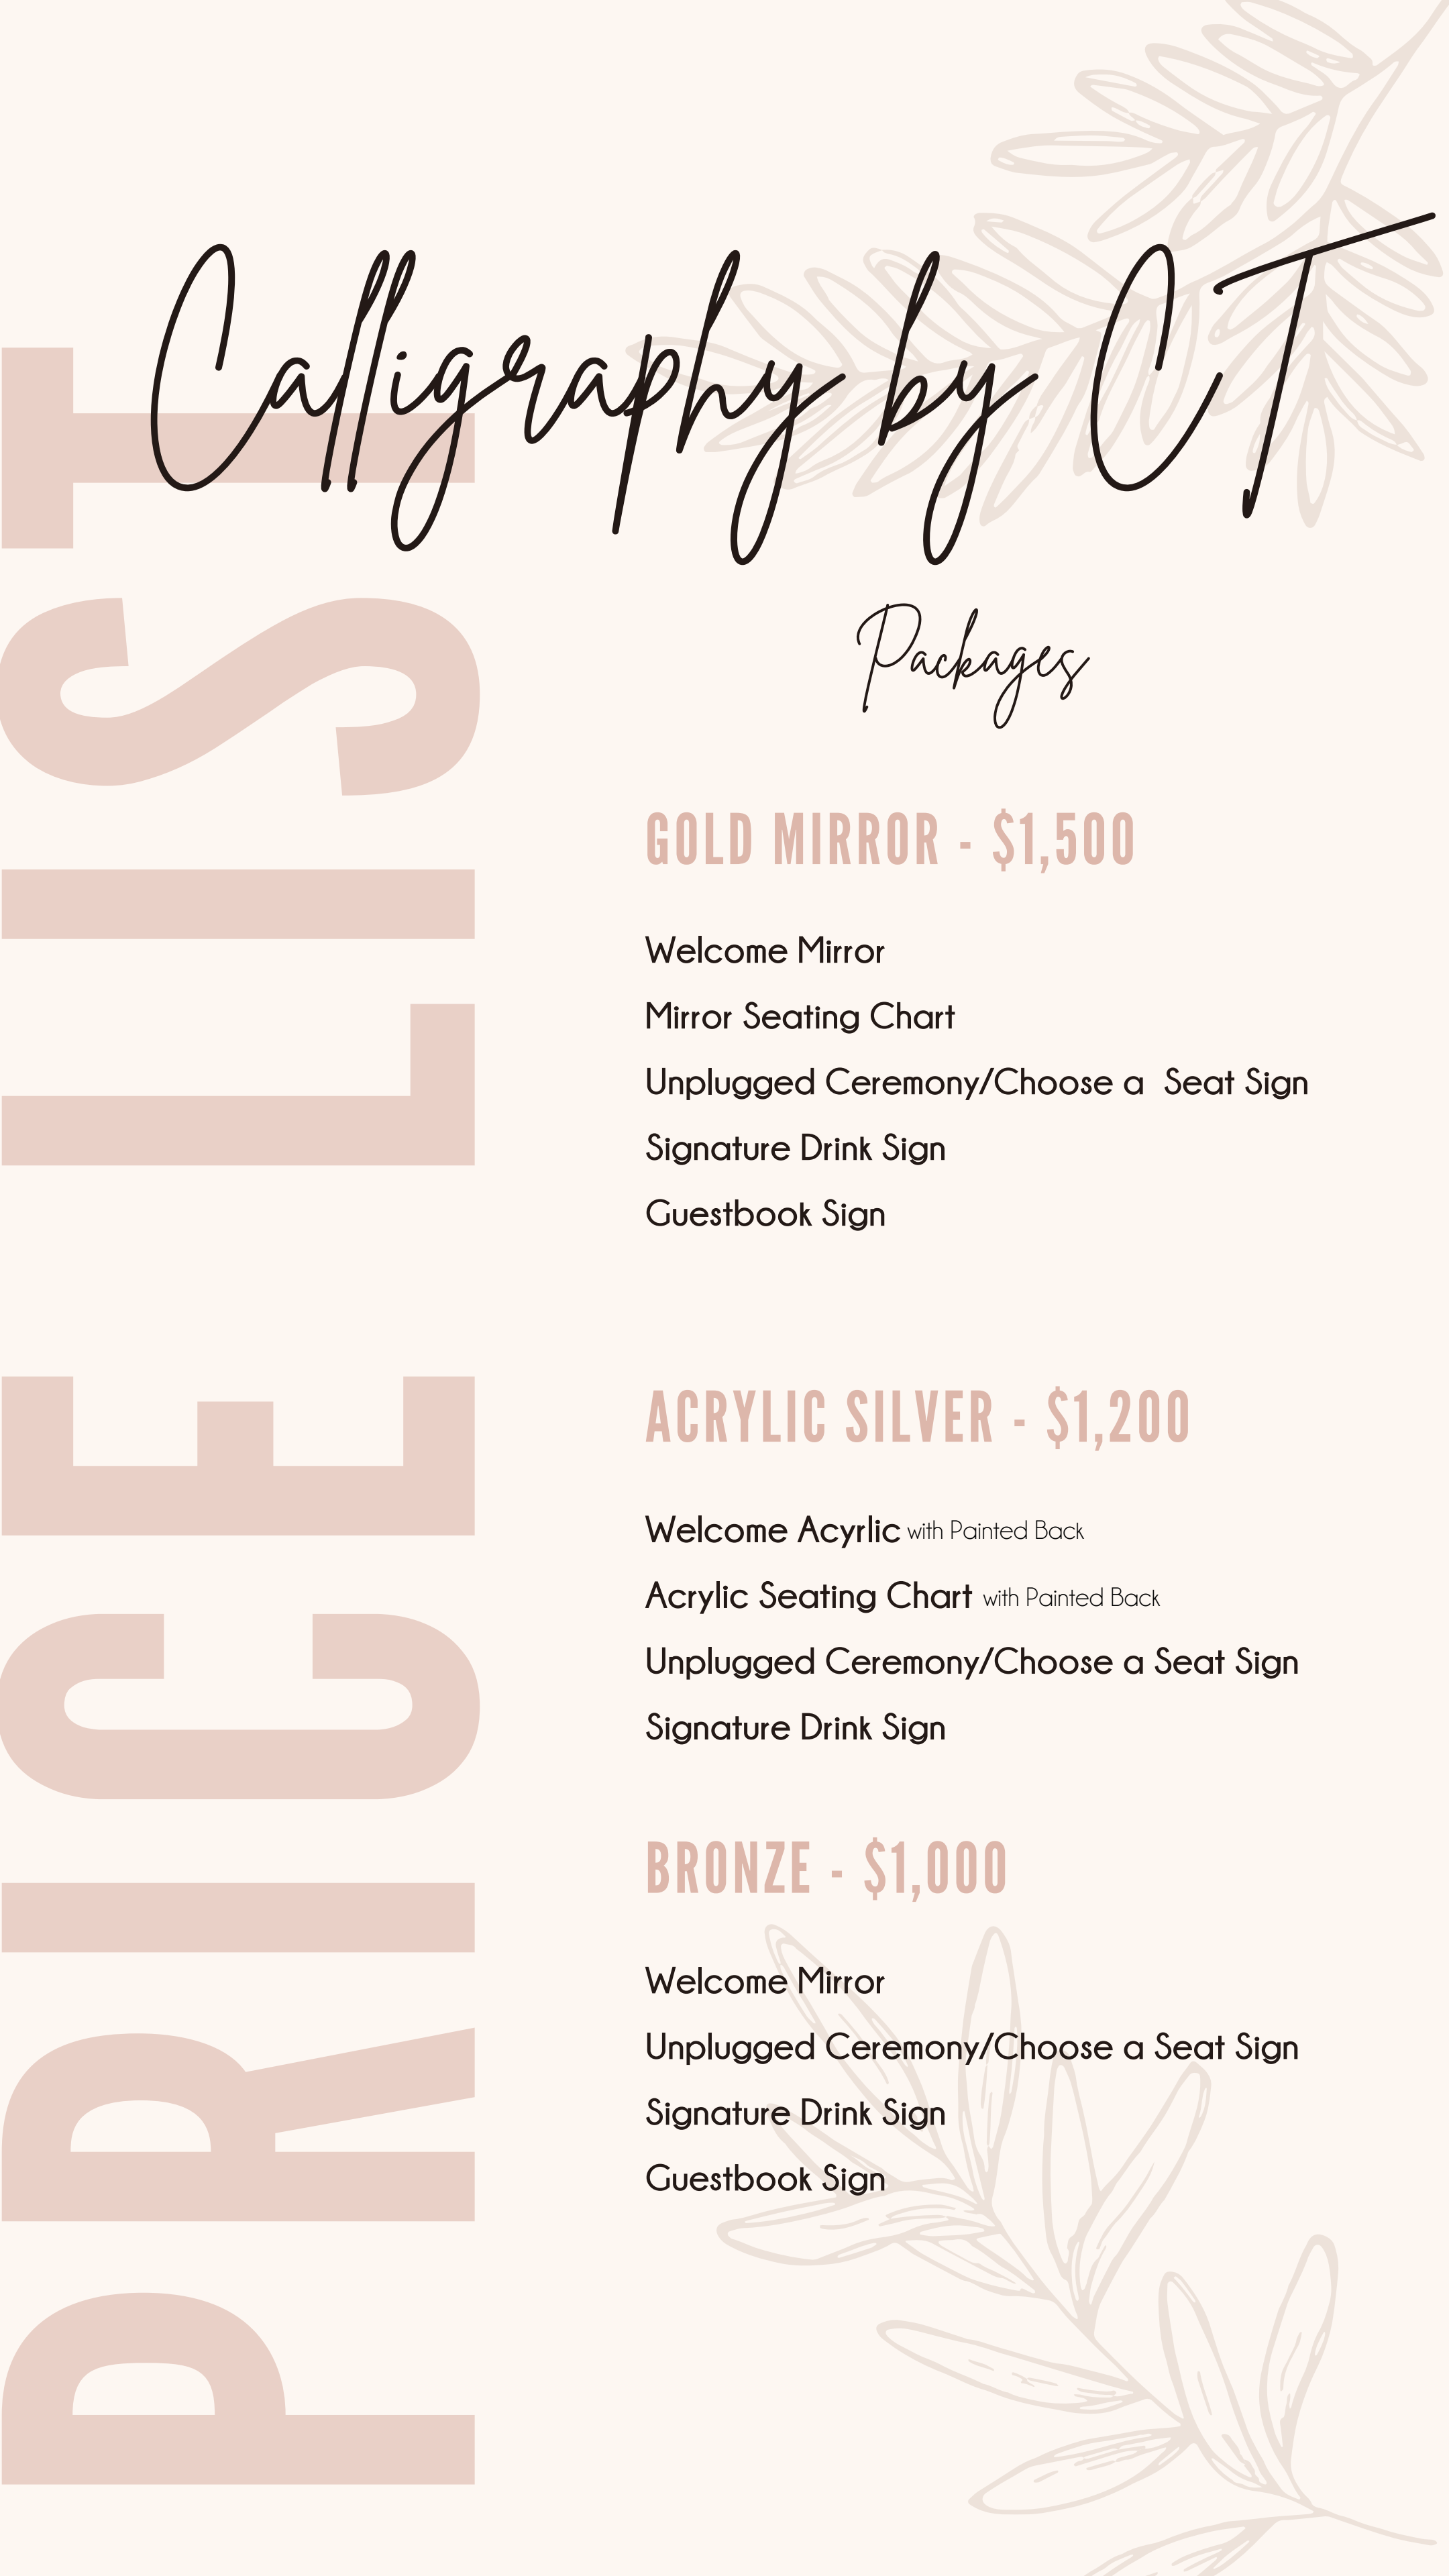 Calligraphy by CT
PRICE LIST
Packages
GOLD MIRROR - $1,500
Welcome Mirror
Mirror Seating Chart
Unplugged Ceremony/Choose a  Seat Sign
Signature Drink Sign
Guestbook Sign
ACRYLIC SILVER - $1,200
Welcome Acyrlic with Painted Back
Acrylic Seating Chart with Painted Back
Unplugged Ceremony/Choose a Seat Sign
Signature Drink Sign
BRONZE - $1,000
Welcome Mirror
Unplugged Ceremony/Choose a Seat Sign
Signature Drink Sign
Guestbook Sign